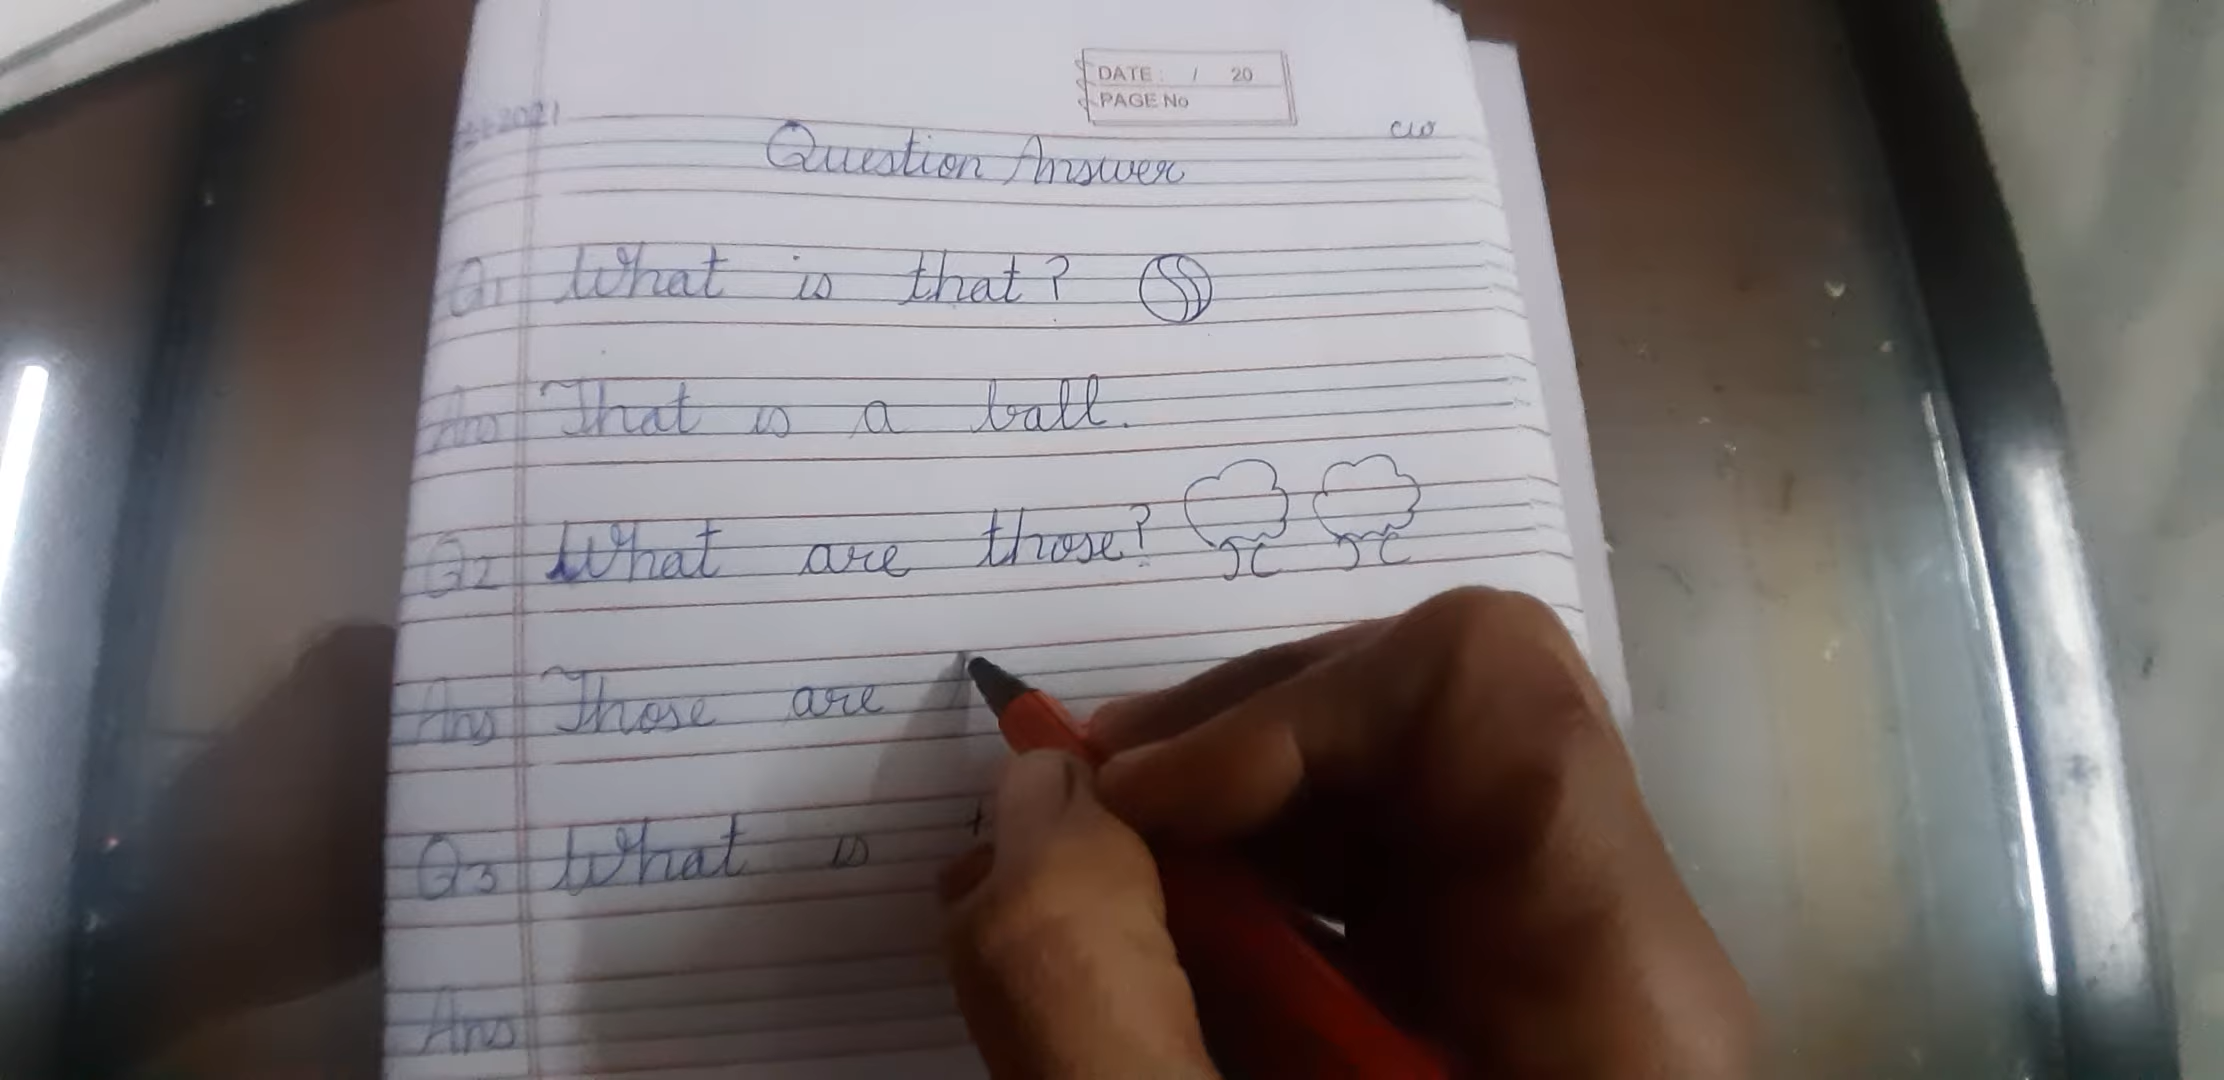 DATE: / 20
PAGE No
2021
cw
Question Answer
Q1 What is that?
Ans That is a ball.
Q2 What are those?
Ans Those are
Q3 What is
Ans